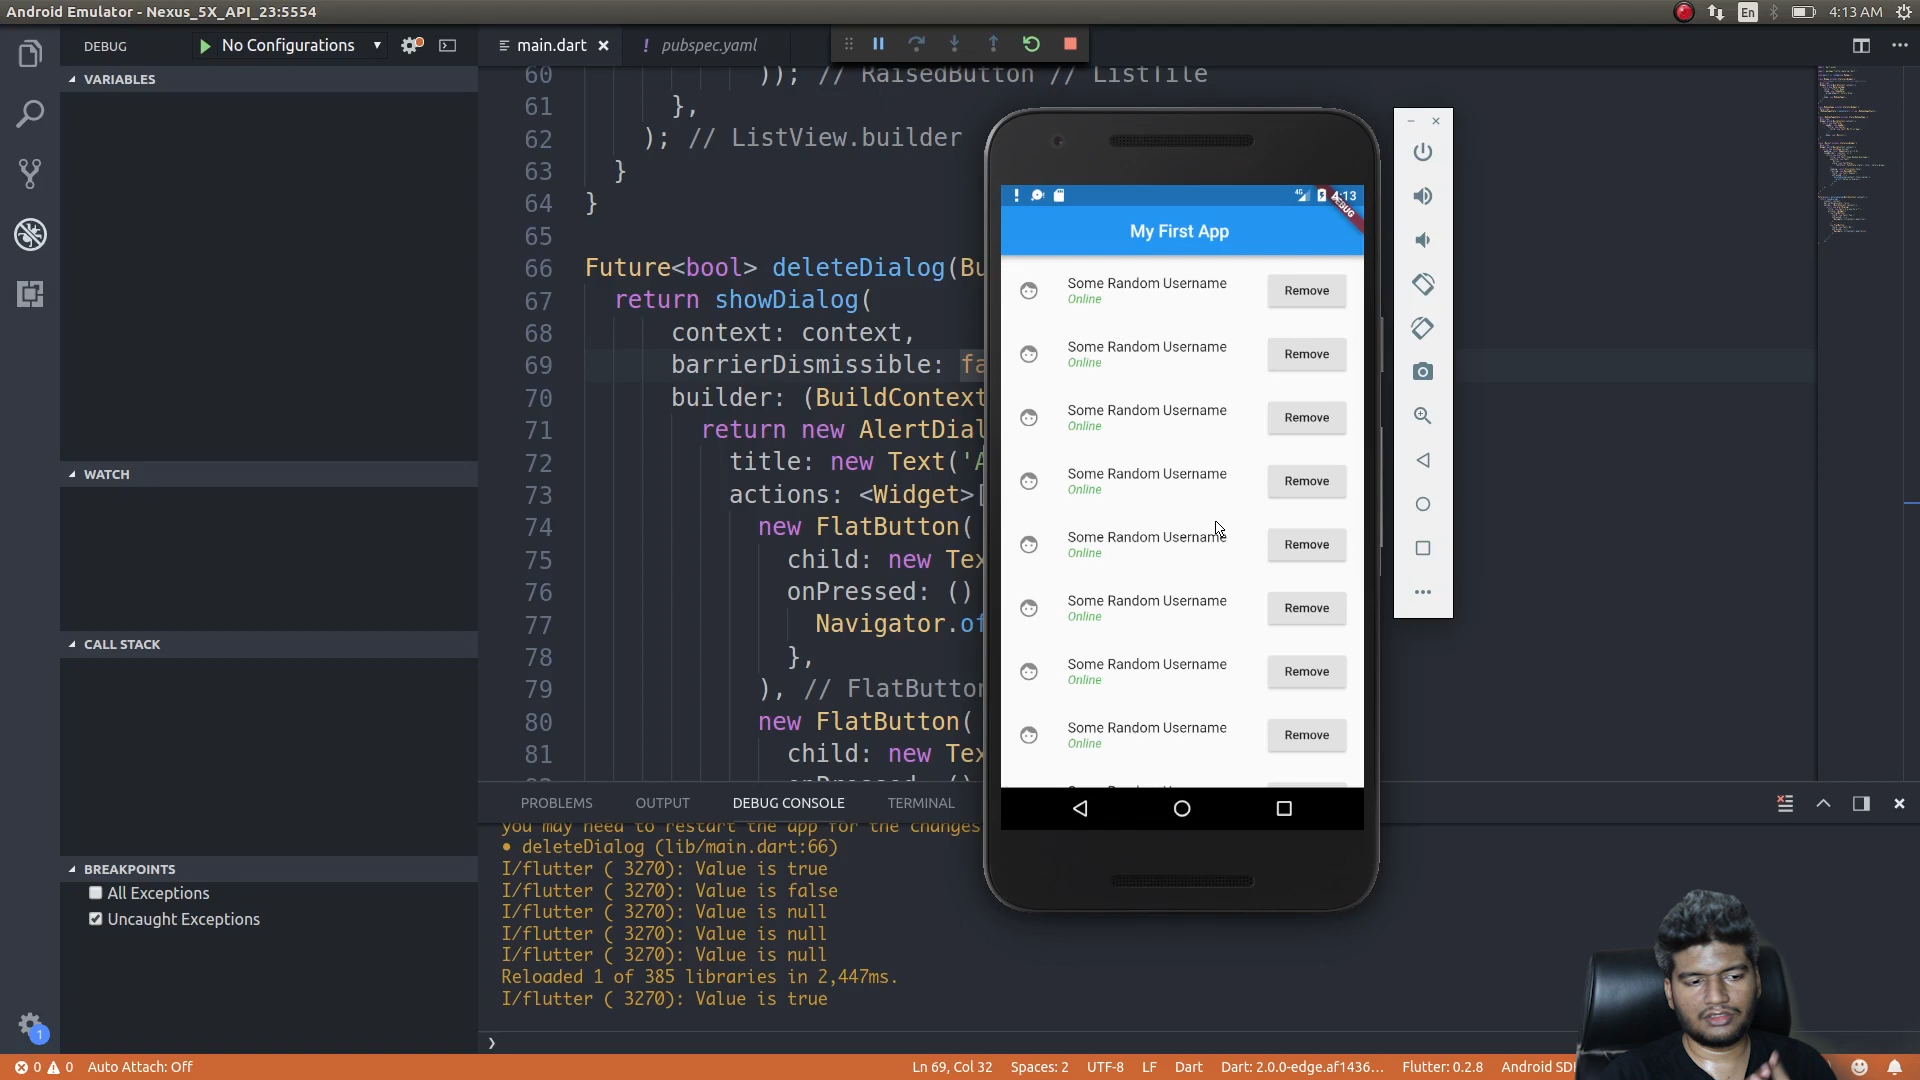 Android Emulator - Nexus_5X_API_23:5554
En
4:13 AM
DEBUG
No Configurations
main.dart
pubspec.yaml
VARIABLES
WATCH
CALL STACK
BREAKPOINTS
All Exceptions
Uncaught Exceptions
60 )); // RaisedButton // ListTile
61 },
62 ); // ListView.builder
63 }
64 }
65
66 Future<bool> deleteDialog(Bu
67 return showDialog(
68 context: context,
69 barrierDismissible: fa
70 builder: (BuildContext
71 return new AlertDial
72 title: new Text('A
73 actions: <Widget>[
74 new FlatButton(
75 child: new Tex
76 onPressed: ()
77 Navigator.of
78 },
79 ), // FlatButton
80 new FlatButton(
81 child: new Tex
onPressed: ()
4G
4:13
DEBUG
My First App
Some Random Username
Online
Remove
Some Random Username
Online
Remove
Some Random Username
Online
Remove
Some Random Username
Online
Remove
Some Random Username
Online
Remove
Some Random Username
Online
Remove
Some Random Username
Online
Remove
Some Random Username
Online
Remove
PROBLEMS
OUTPUT
DEBUG CONSOLE
TERMINAL
you may need to restart the app for the changes
• deleteDialog (lib/main.dart:66)
I/flutter ( 3270): Value is true
I/flutter ( 3270): Value is false
I/flutter ( 3270): Value is null
I/flutter ( 3270): Value is null
I/flutter ( 3270): Value is null
Reloaded 1 of 385 libraries in 2,447ms.
I/flutter ( 3270): Value is true
1
0 0 Auto Attach: Off
Ln 69, Col 32
Spaces: 2
UTF-8
LF
Dart
Dart: 2.0.0-edge.af1436...
Flutter: 0.2.8
Android SD